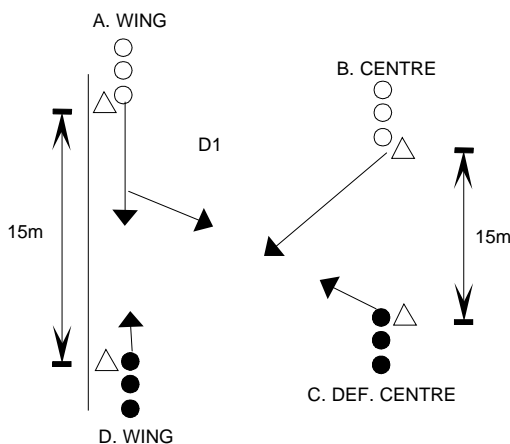 A. WING
B. CENTRE
D1
15m
15m
C. DEF. CENTRE
D. WING